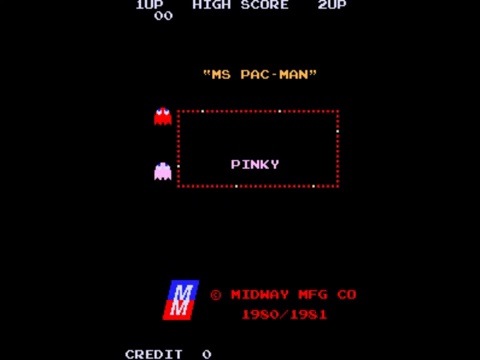 1UP HIGH SCORE 2UP
00
"MS PAC-MAN"
PINKY
MM
© MIDWAY MFG CO
1980/1981
CREDIT 0